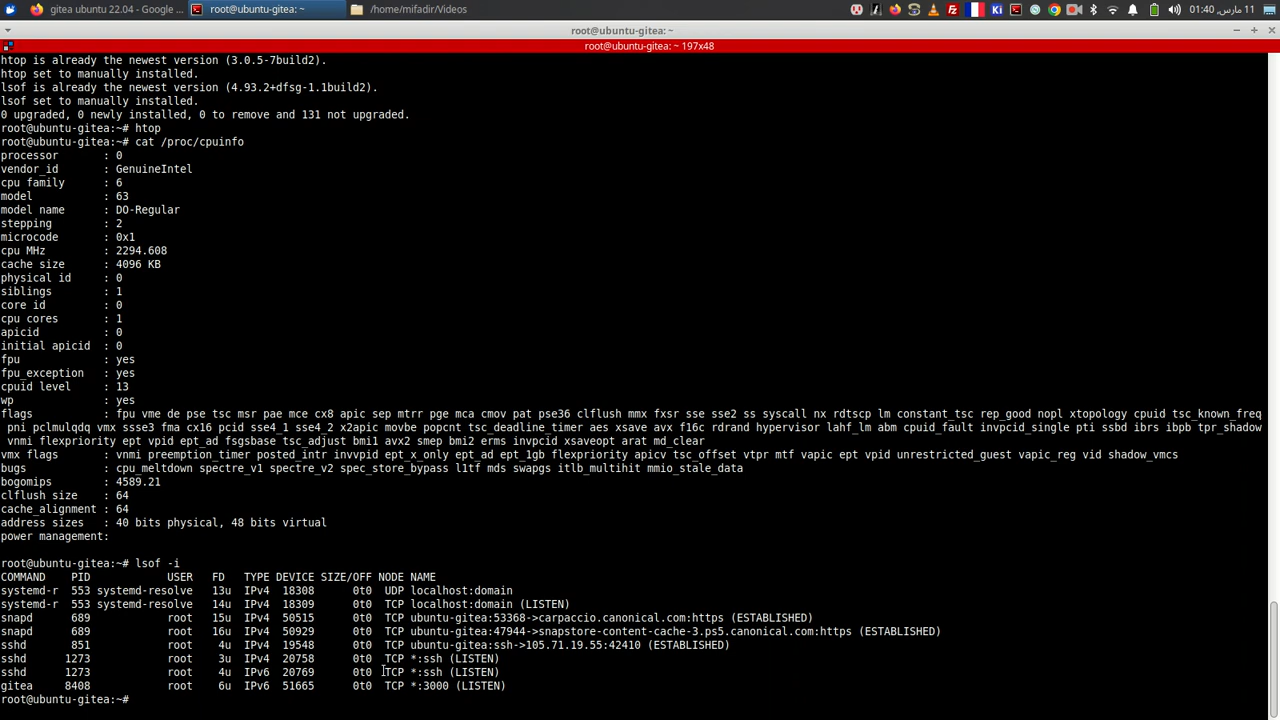 gitea ubuntu 22.04 - Google ...
root@ubuntu-gitea: ~
/home/mifadir/Videos
Fz
Ki
11 مارس, 01:40
root@ubuntu-gitea: ~
root@ubuntu-gitea: ~ 197x48
htop is already the newest version (3.0.5-7build2).
htop set to manually installed.
lsof is already the newest version (4.93.2+dfsg-1.1build2).
lsof set to manually installed.
0 upgraded, 0 newly installed, 0 to remove and 131 not upgraded.
root@ubuntu-gitea:~# htop
root@ubuntu-gitea:~# cat /proc/cpuinfo
processor : 0
vendor_id : GenuineIntel
cpu family : 6
model : 63
model name : DO-Regular
stepping : 2
microcode : 0x1
cpu MHz : 2294.608
cache size : 4096 KB
physical id : 0
siblings : 1
core id : 0
cpu cores : 1
apicid : 0
initial apicid : 0
fpu : yes
fpu_exception : yes
cpuid level : 13
wp : yes
flags : fpu vme de pse tsc msr pae mce cx8 apic sep mtrr pge mca cmov pat pse36 clflush mmx fxsr sse sse2 ss syscall nx rdtscp lm constant_tsc rep_good nopl xtopology cpuid tsc_known_freq
pni pclmulqdq vmx ssse3 fma cx16 pcid sse4_1 sse4_2 x2apic movbe popcnt tsc_deadline_timer aes xsave avx f16c rdrand hypervisor lahf_lm abm cpuid_fault invpcid_single pti ssbd ibrs ibpb tpr_shadow
vnmi flexpriority ept vpid ept_ad fsgsbase tsc_adjust bmi1 avx2 smep bmi2 erms invpcid xsaveopt arat md_clear
vmx flags : vnmi preemption_timer posted_intr invvpid ept_x_only ept_ad ept_1gb flexpriority apicv tsc_offset vtpr mtf vapic ept vpid unrestricted_guest vapic_reg vid shadow_vmcs
bugs : cpu_meltdown spectre_v1 spectre_v2 spec_store_bypass l1tf mds swapgs itlb_multihit mmio_stale_data
bogomips : 4589.21
clflush size : 64
cache_alignment : 64
address sizes : 40 bits physical, 48 bits virtual
power management:
root@ubuntu-gitea:~# lsof -i
COMMAND PID USER FD TYPE DEVICE SIZE/OFF NODE NAME
systemd-r 553 systemd-resolve 13u IPv4 18308 0t0 UDP localhost:domain
systemd-r 553 systemd-resolve 14u IPv4 18309 0t0 TCP localhost:domain (LISTEN)
snapd 689 root 15u IPv4 50515 0t0 TCP ubuntu-gitea:53368->carpaccio.canonical.com:https (ESTABLISHED)
snapd 689 root 16u IPv4 50929 0t0 TCP ubuntu-gitea:47944->snapstore-content-cache-3.ps5.canonical.com:https (ESTABLISHED)
sshd 851 root 4u IPv4 19548 0t0 TCP ubuntu-gitea:ssh->105.71.19.55:42410 (ESTABLISHED)
sshd 1273 root 3u IPv4 20758 0t0 TCP *:ssh (LISTEN)
sshd 1273 root 4u IPv6 20769 0t0 TCP *:ssh (LISTEN)
gitea 8408 root 6u IPv6 51665 0t0 TCP *:3000 (LISTEN)
root@ubuntu-gitea:~#